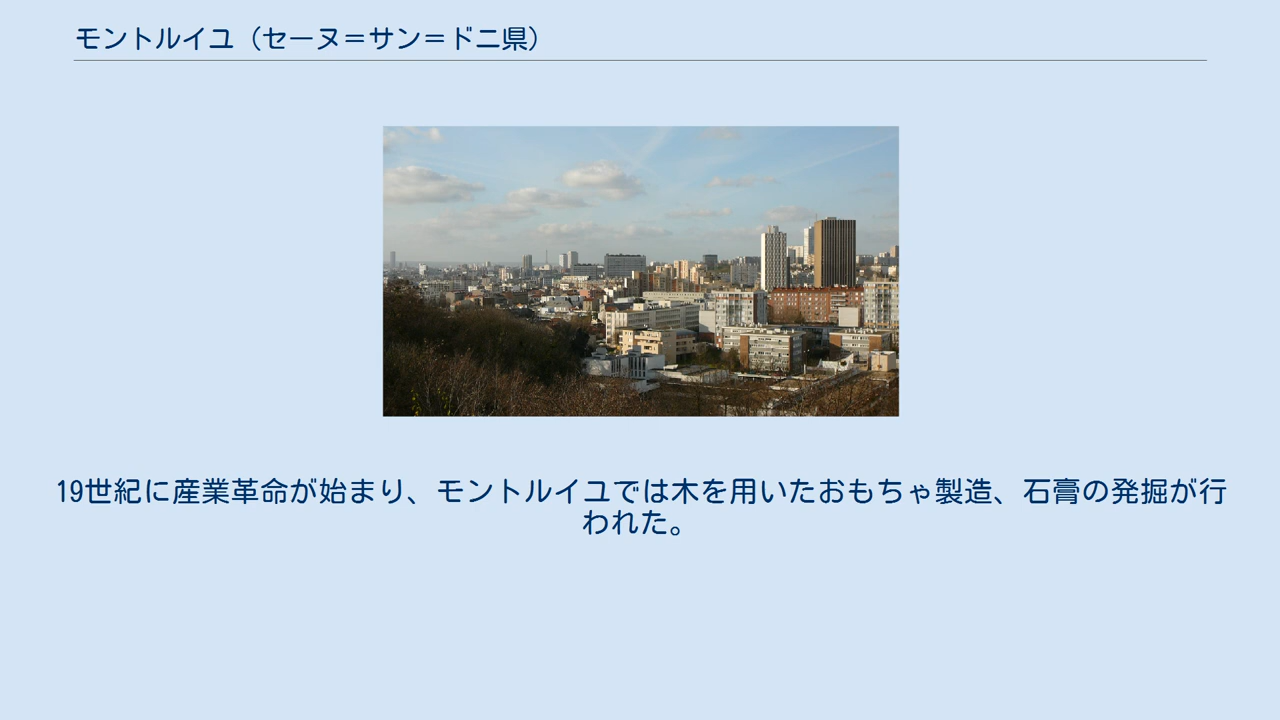 モントルイユ（セーヌ＝サン＝ドニ県）
19世紀に産業革命が始まり、モントルイユでは木を用いたおもちゃ製造、石膏の発掘が行
われた。